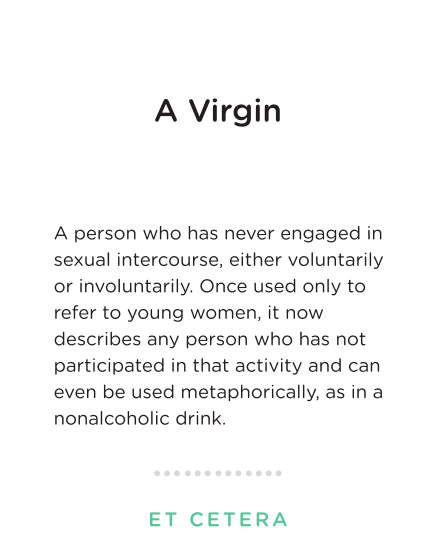 A Virgin
A person who has never engaged in
sexual intercourse, either voluntarily
or involuntarily. Once used only to
refer to young women, it now
describes any person who has not
participated in that activity and can
even be used metaphorically, as in a
nonalcoholic drink.
ET CETERA